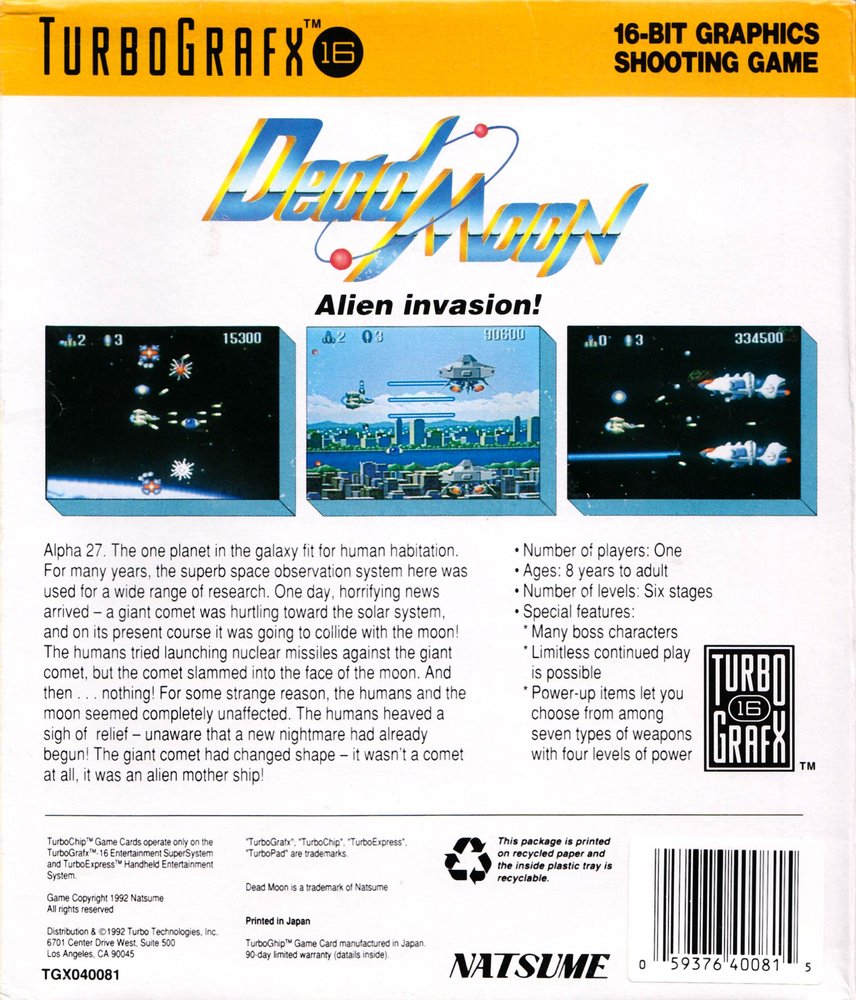 TURBOGRAFX™ 16
16-BIT GRAPHICS
SHOOTING GAME
Dead Moon
Alien invasion!
2 3 15300
2 3 90600
0 3 334500
Alpha 27. The one planet in the galaxy fit for human habitation.
For many years, the superb space observation system here was
used for a wide range of research. One day, horrifying news
arrived – a giant comet was hurtling toward the solar system,
and on its present course it was going to collide with the moon!
The humans tried launching nuclear missiles against the giant
comet, but the comet slammed into the face of the moon. And
then . . . nothing! For some strange reason, the humans and the
moon seemed completely unaffected. The humans heaved a
sigh of relief – unaware that a new nightmare had already
begun! The giant comet had changed shape – it wasn't a comet
at all, it was an alien mother ship!
• Number of players: One
• Ages: 8 years to adult
• Number of levels: Six stages
• Special features:
* Many boss characters
* Limitless continued play
is possible
* Power-up items let you
choose from among
seven types of weapons
with four levels of power
TURBO
16
GRAFX
™
TurboChip™ Game Cards operate only on the
TurboGrafx™-16 Entertainment SuperSystem
and TurboExpress™ Handheld Entertainment
System.
Game Copyright 1992 Natsume
All rights reserved
Distribution & ©1992 Turbo Technologies, Inc.
6701 Center Drive West, Suite 500
Los Angeles, CA 90045
TGX040081
"TurboGrafx", "TurboChip", "TurboExpress",
"TurboPad" are trademarks.
Dead Moon is a trademark of Natsume
Printed in Japan
TurboGhip™ Game Card manufactured in Japan.
90-day limited warranty (datails inside).
This package is printed
on recycled paper and
the inside plastic tray is
recyclable.
NATSUME
0 59376 40081 5